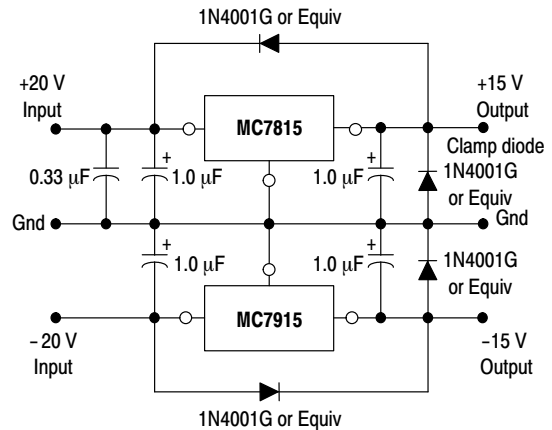 1N4001G or Equiv
+20 V
Input
+15 V
Output
MC7815
Clamp diode
0.33 μF
+
1.0 μF
1.0 μF
+
1N4001G
or Equiv
Gnd
Gnd
+
1.0 μF
1.0 μF
+
1N4001G
or Equiv
MC7915
−20 V
Input
−15 V
Output
1N4001G or Equiv